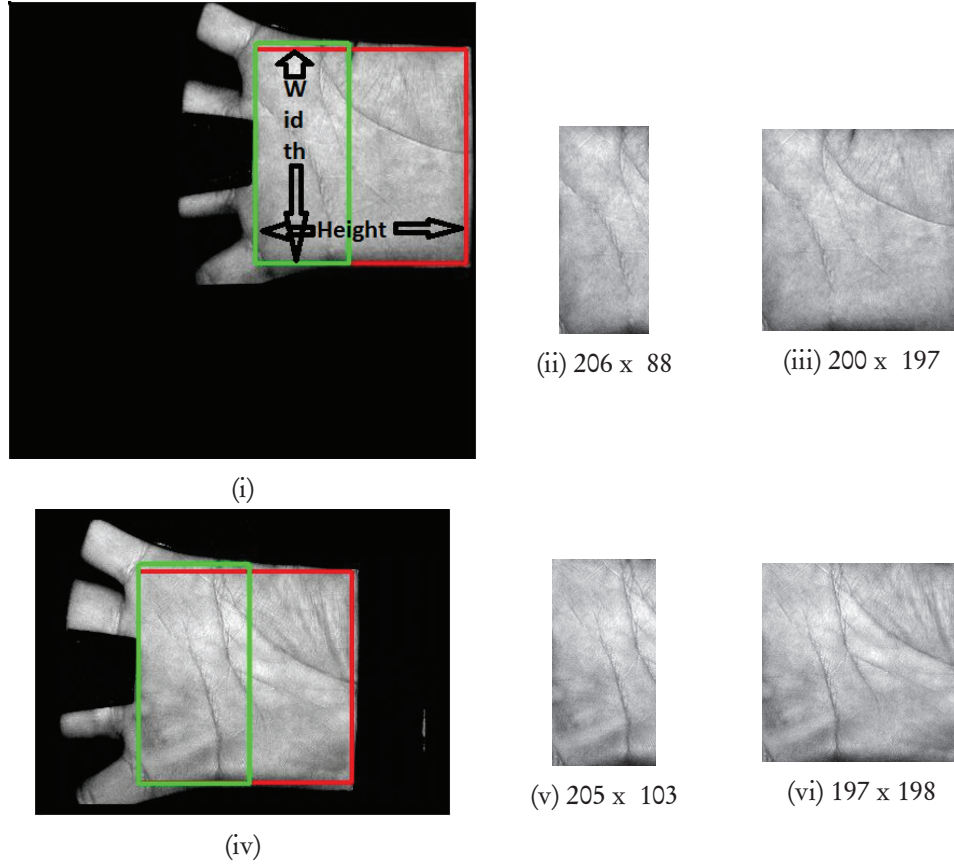 W
id
th
Height
(ii) 206 x 88
(iii) 200 x 197
(i)
(v) 205 x 103
(vi) 197 x 198
(iv)